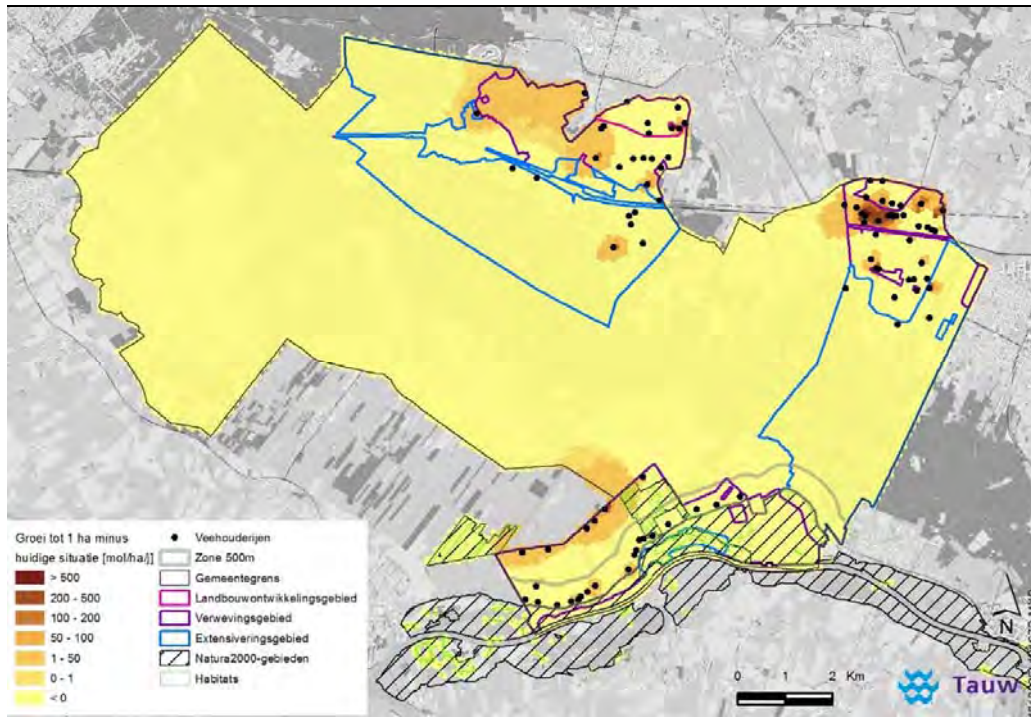 Groei tot 1 ha minus
huidige situatie [mol/ha/j]
> 500
200 - 500
100 - 200
50 - 100
1 - 50
0 - 1
< 0
Veehouderijen
Zone 500m
Gemeentegrens
Landbouwontwikkelingsgebied
Verwevingsgebied
Extensiveringsgebied
Natura2000-gebieden
Habitats
0 1 2 Km
N
Tauw